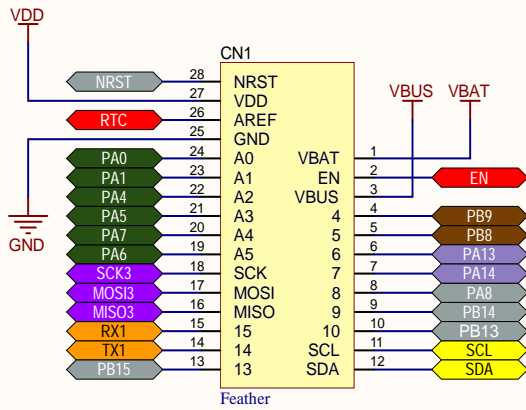 VDD
CN1
NRST 28 NRST
27 VDD
VBUS VBAT
RTC 26 AREF
25 GND
PA0 24 A0 VBAT 1
PA1 23 A1 EN 2 EN
PA4 22 A2 VBUS 3
PA5 21 A3 4 4 PB9
PA7 20 A4 5 5 PB8
PA6 19 A5 6 6 PA13
SCK3 18 SCK 7 7 PA14
MOSI3 17 MOSI 8 8 PA8
MISO3 16 MISO 9 9 PB14
RX1 15 15 10 10 PB13
TX1 14 14 SCL 11 SCL
PB15 13 13 SDA 12 SDA
GND
Feather